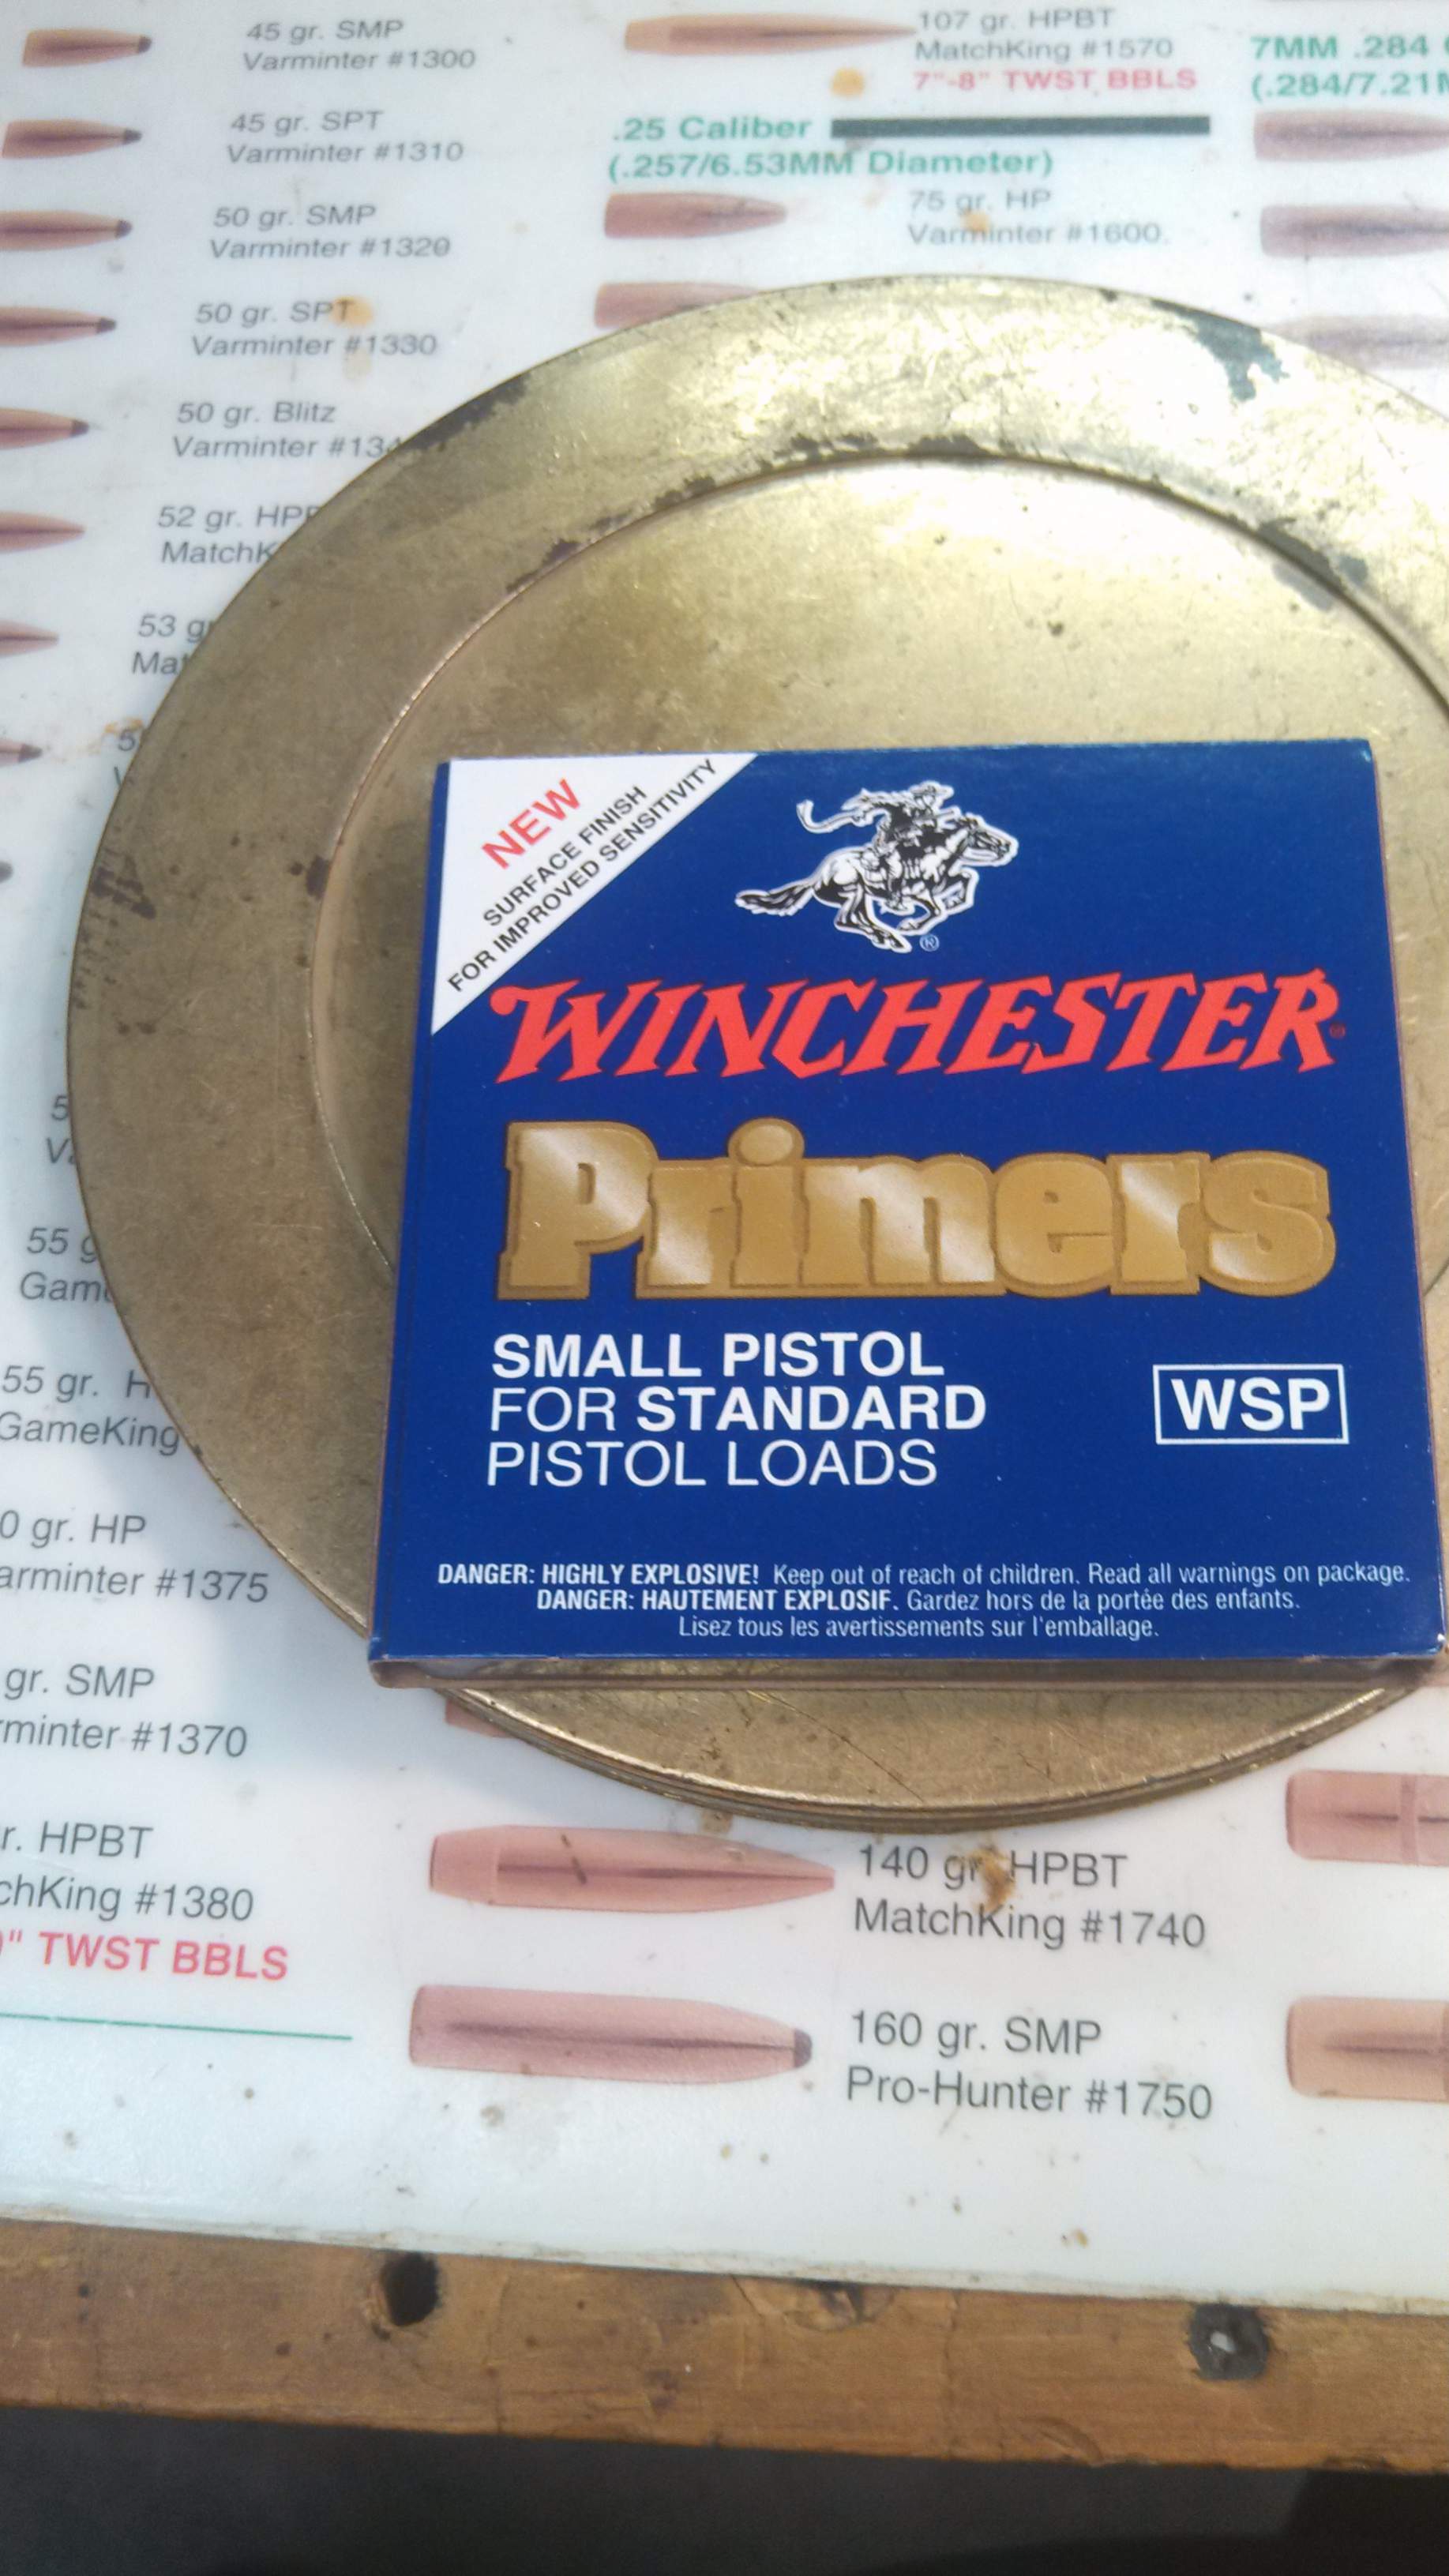 45 gr. SMP
Varminter #1300
45 gr. SPT
Varminter #1310
50 gr. SMP
Varminter #1320
50 gr. SPT
Varminter #1330
50 gr. Blitz
Varminter
52 gr.
53
55
55 gr.
GameKing
gr. HP
#1375
gr. SMP
#1370
HPBT
#1380
TWST BBLS
107 gr. HPBT
MatchKing #1570
7"-8" TWST BBLS
.25 Caliber
(.257/6.53MM Diameter)
75 gr. HP
Varminter #1600
7MM .284
(.284/7.21
NEW
SURFACE FINISH
FOR IMPROVED SENSITIVITY
®
WINCHESTER®
Primers
SMALL PISTOL
FOR STANDARD
PISTOL LOADS
WSP
DANGER: HIGHLY EXPLOSIVE! Keep out of reach of children. Read all warnings on package.
DANGER: HAUTEMENT EXPLOSIF. Gardez hors de la portée des enfants.
Lisez tous les avertissements sur l'emballage.
140 gr. HPBT
MatchKing #1740
160 gr. SMP
Pro-Hunter #1750